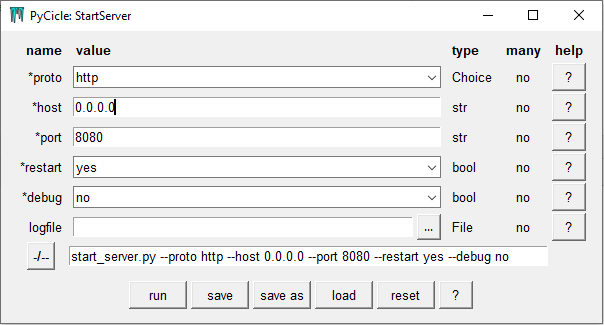 PyCicle: StartServer
name value type many help
*proto http Choice no ?
*host 0.0.0.0 str no ?
*port 8080 str no ?
*restart yes bool no ?
*debug no bool no ?
logfile ... File no ?
-/-- start_server.py --proto http --host 0.0.0.0 --port 8080 --restart yes --debug no
run save save as load reset ?